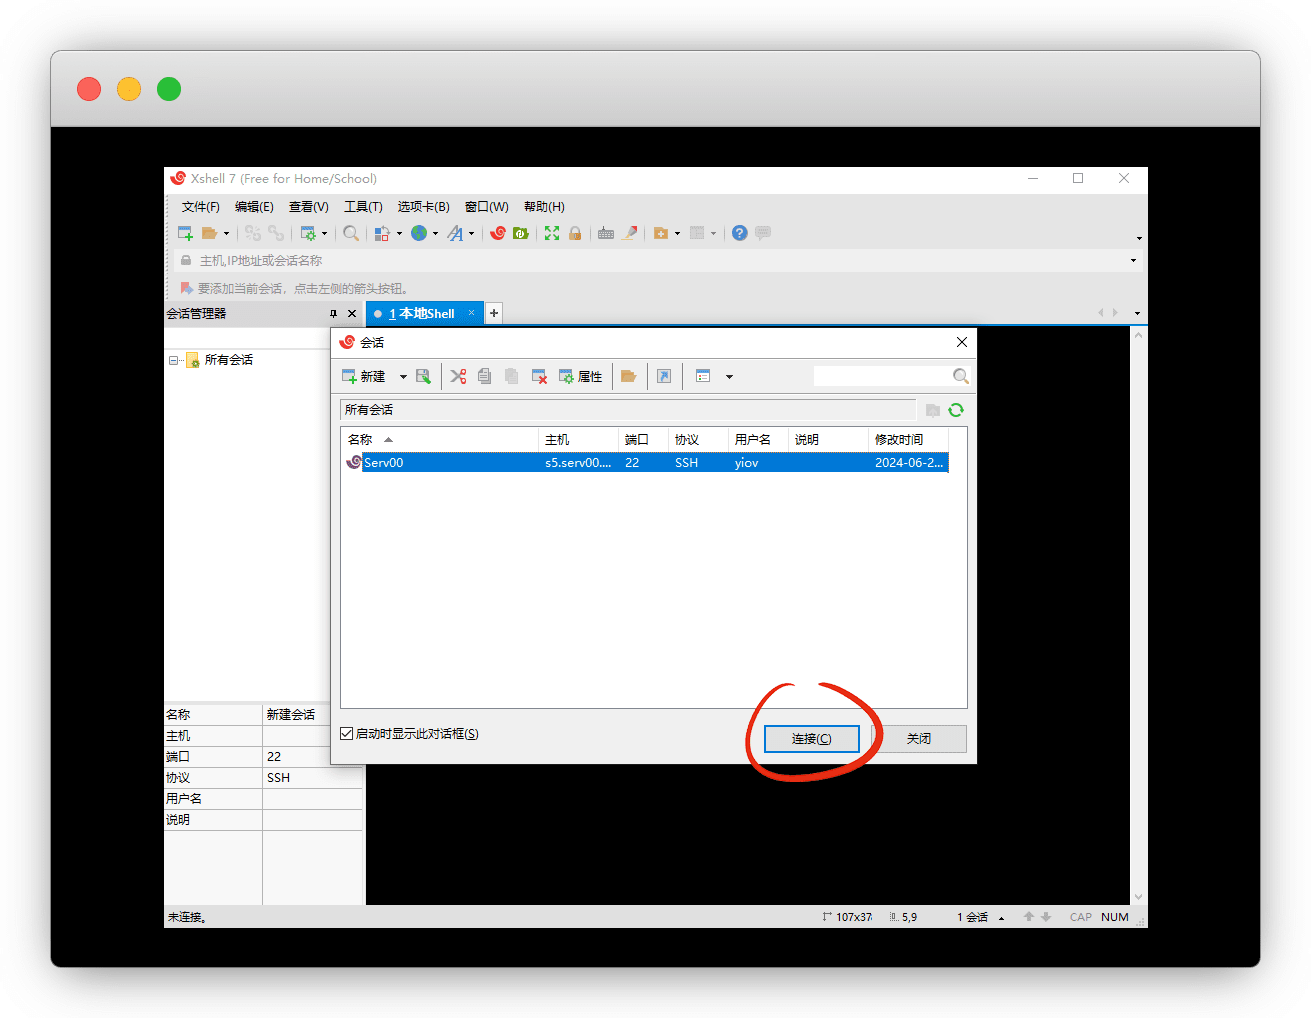 Xshell 7 (Free for Home/School)
文件(F) 编辑(E) 查看(V) 工具(T) 选项卡(B) 窗口(W) 帮助(H)
主机,IP地址或会话名称
要添加当前会话，点击左侧的箭头按钮。
会话管理器
1 本地Shell
所有会话
会话
新建
属性
所有会话
名称 主机 端口 协议 用户名 说明 修改时间
Serv00 s5.serv00.... 22 SSH yiov 2024-06-2...
启动时显示此对话框(S)
连接(C)
关闭
名称 新建会话
主机
端口 22
协议 SSH
用户名
说明
未连接。
107x37 5,9 1 会话 CAP NUM